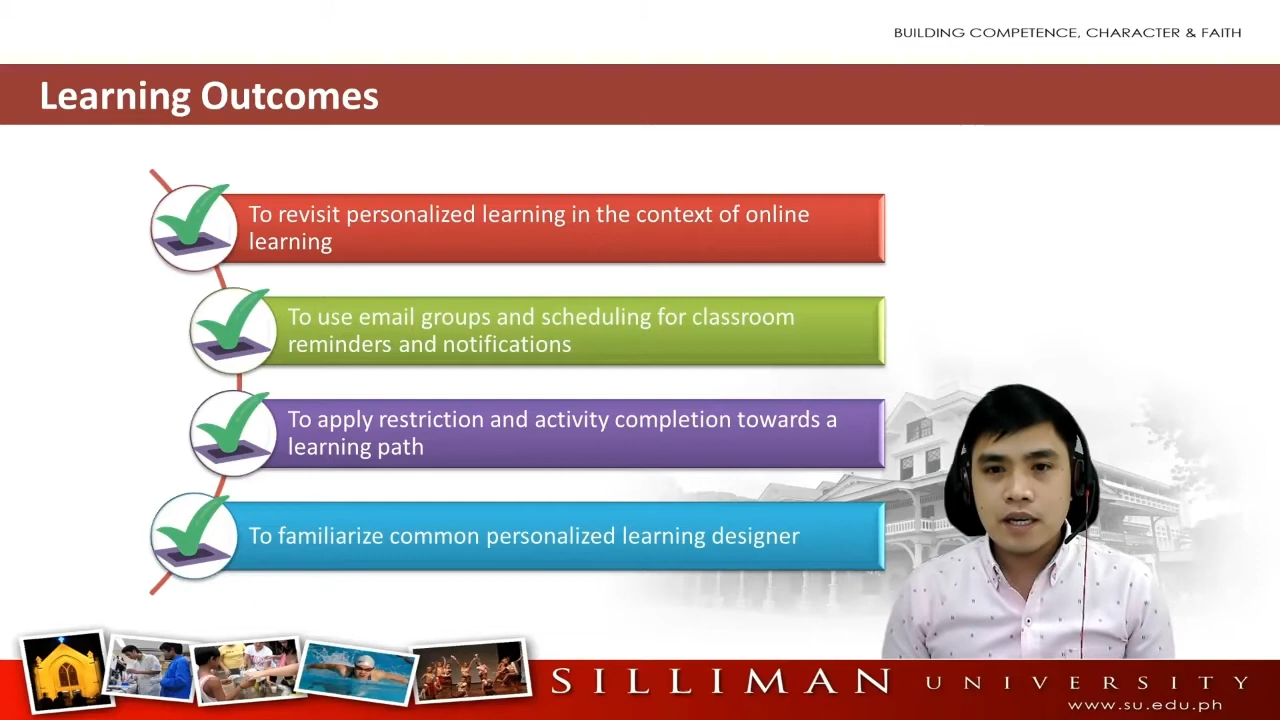 BUILDING COMPETENCE, CHARACTER & FAITH
Learning Outcomes
To revisit personalized learning in the context of online
learning
To use email groups and scheduling for classroom
reminders and notifications
To apply restriction and activity completion towards a
learning path
To familiarize common personalized learning designer
SILLIMAN UNIVERSITY
www.su.edu.ph